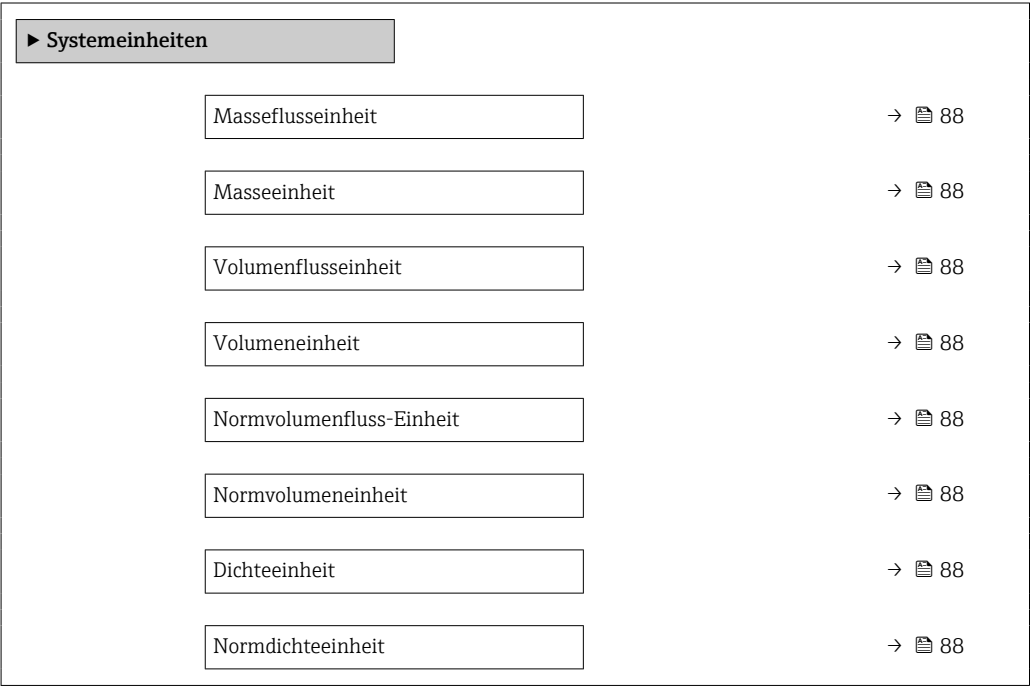 ▶ Systemeinheiten
Masseflusseinheit → 88
Masseeinheit → 88
Volumenflusseinheit → 88
Volumeneinheit → 88
Normvolumenfluss-Einheit → 88
Normvolumeneinheit → 88
Dichteeinheit → 88
Normdichteeinheit → 88